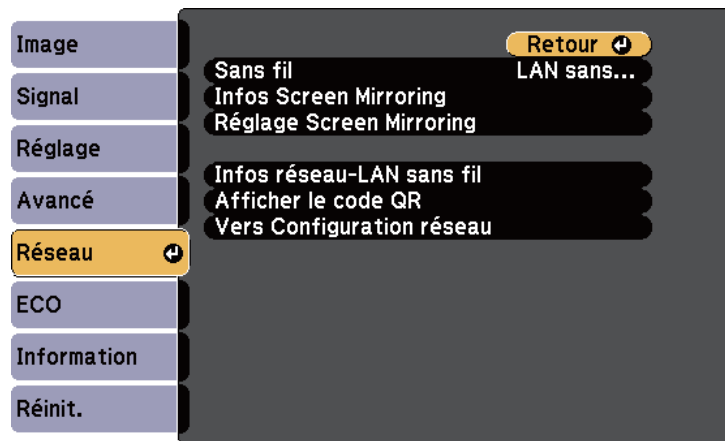 Image
Signal
Réglage
Avancé
Réseau
ECO
Information
Réinit.
Retour
Sans fil LAN sans...
Infos Screen Mirroring
Réglage Screen Mirroring
Infos réseau-LAN sans fil
Afficher le code QR
Vers Configuration réseau